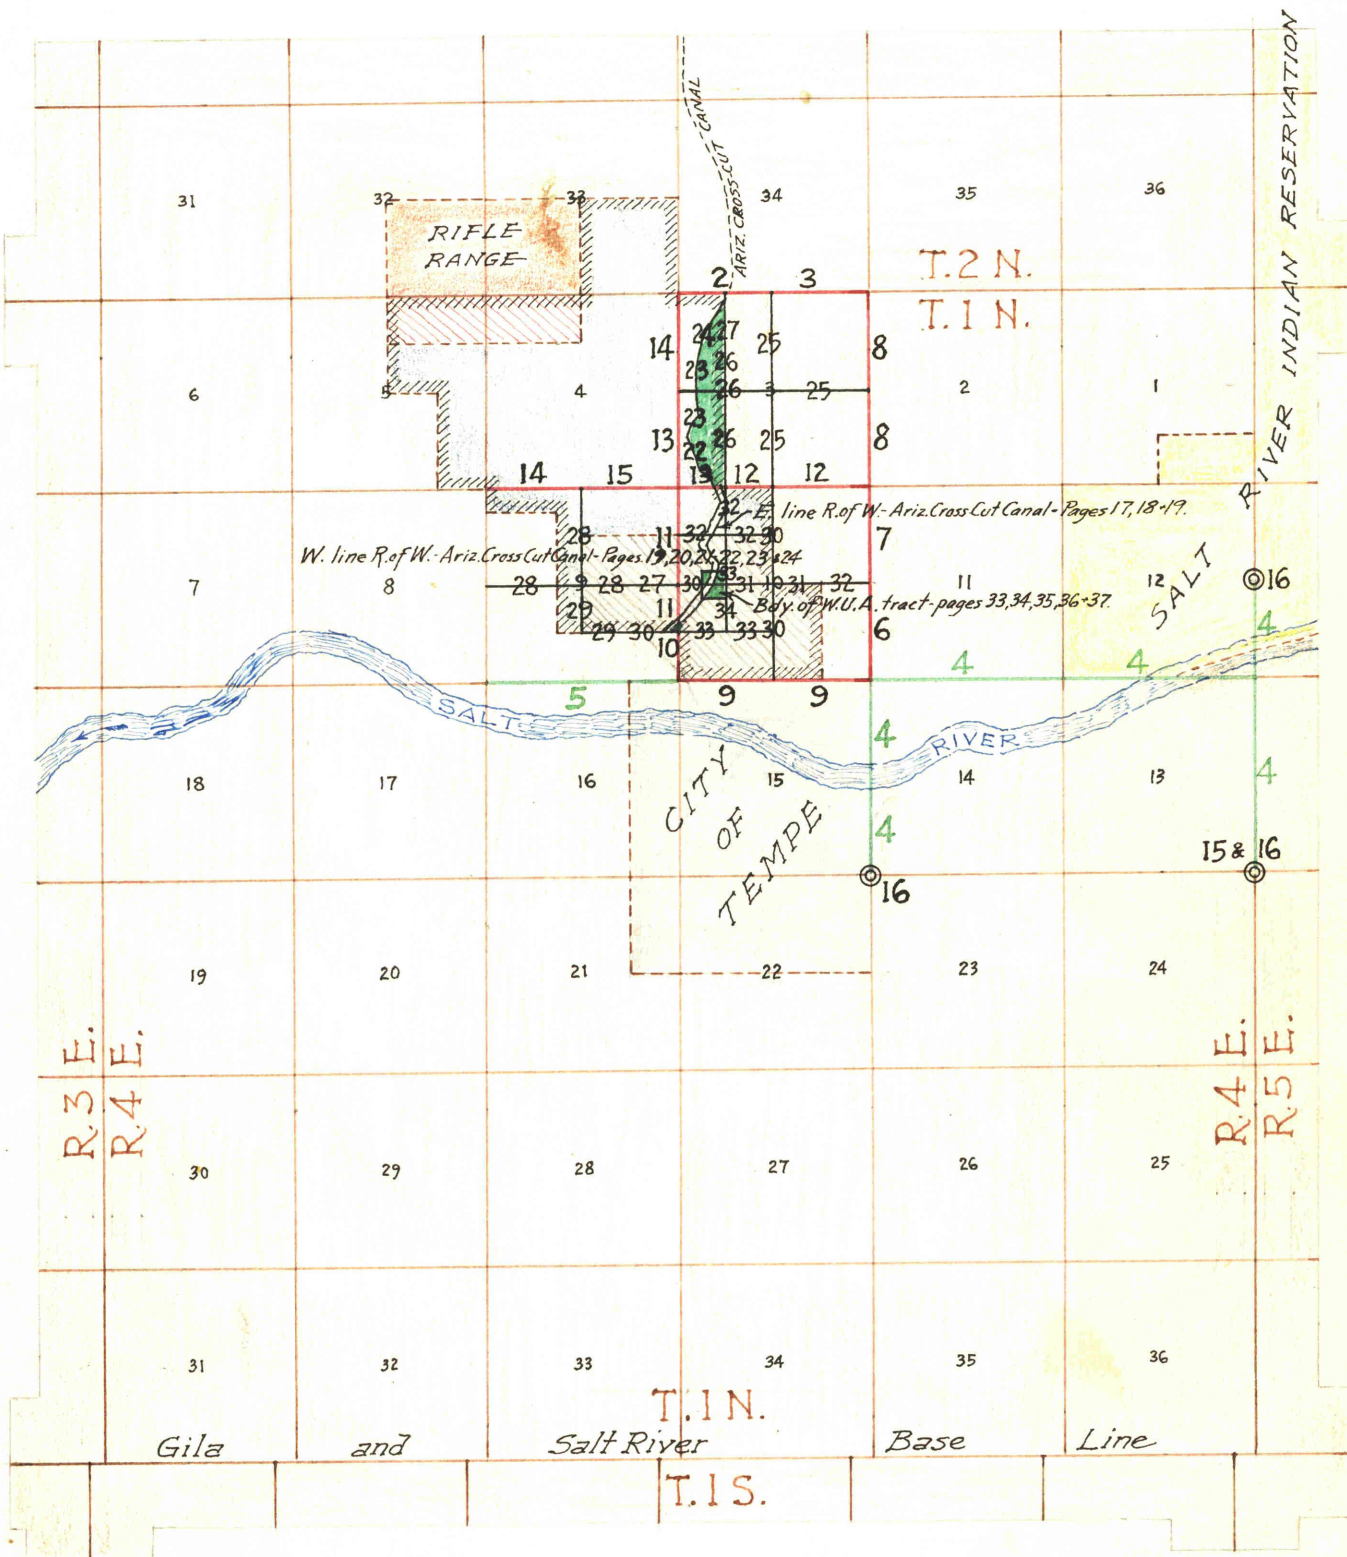 SALT RIVER INDIAN RESERVATION
ARIZ. CROSS-CUT CANAL
31 32 33 34 35 36
RIFLE
RANGE
T.2 N.
T.1 N.
2 3
14 24 27 25 8
23 26
6 5 4 26 3 25 2 1
23
13 26 25 8
22
14 15 13 12 12
32
E. line R.of W.-Ariz.Cross Cut Canal-Pages 17,18-19.
28 11 32 32 30 7
W. line R.of W.-Ariz.Cross Cut Canal-Pages 19,20,21,22,23 & 24
33
7 8 28 9 28 27 30 31 10 31 32 11 12 16
29 11 34
Bdy. of W.U.A. tract-pages 33,34,35,36-37.
29 30 33 33 30 6 4
10
5 9 9 4 4
SALT RIVER
4
18 17 16 15 14 13 4
CITY
OF
TEMPE
4
16
15 & 16
19 20 21 22 23 24
R.3 E.
R.4 E.
R.4 E.
R.5 E.
30 29 28 27 26 25
31 32 33 34 35 36
T.1 N.
Gila and Salt River Base Line
T.1 S.